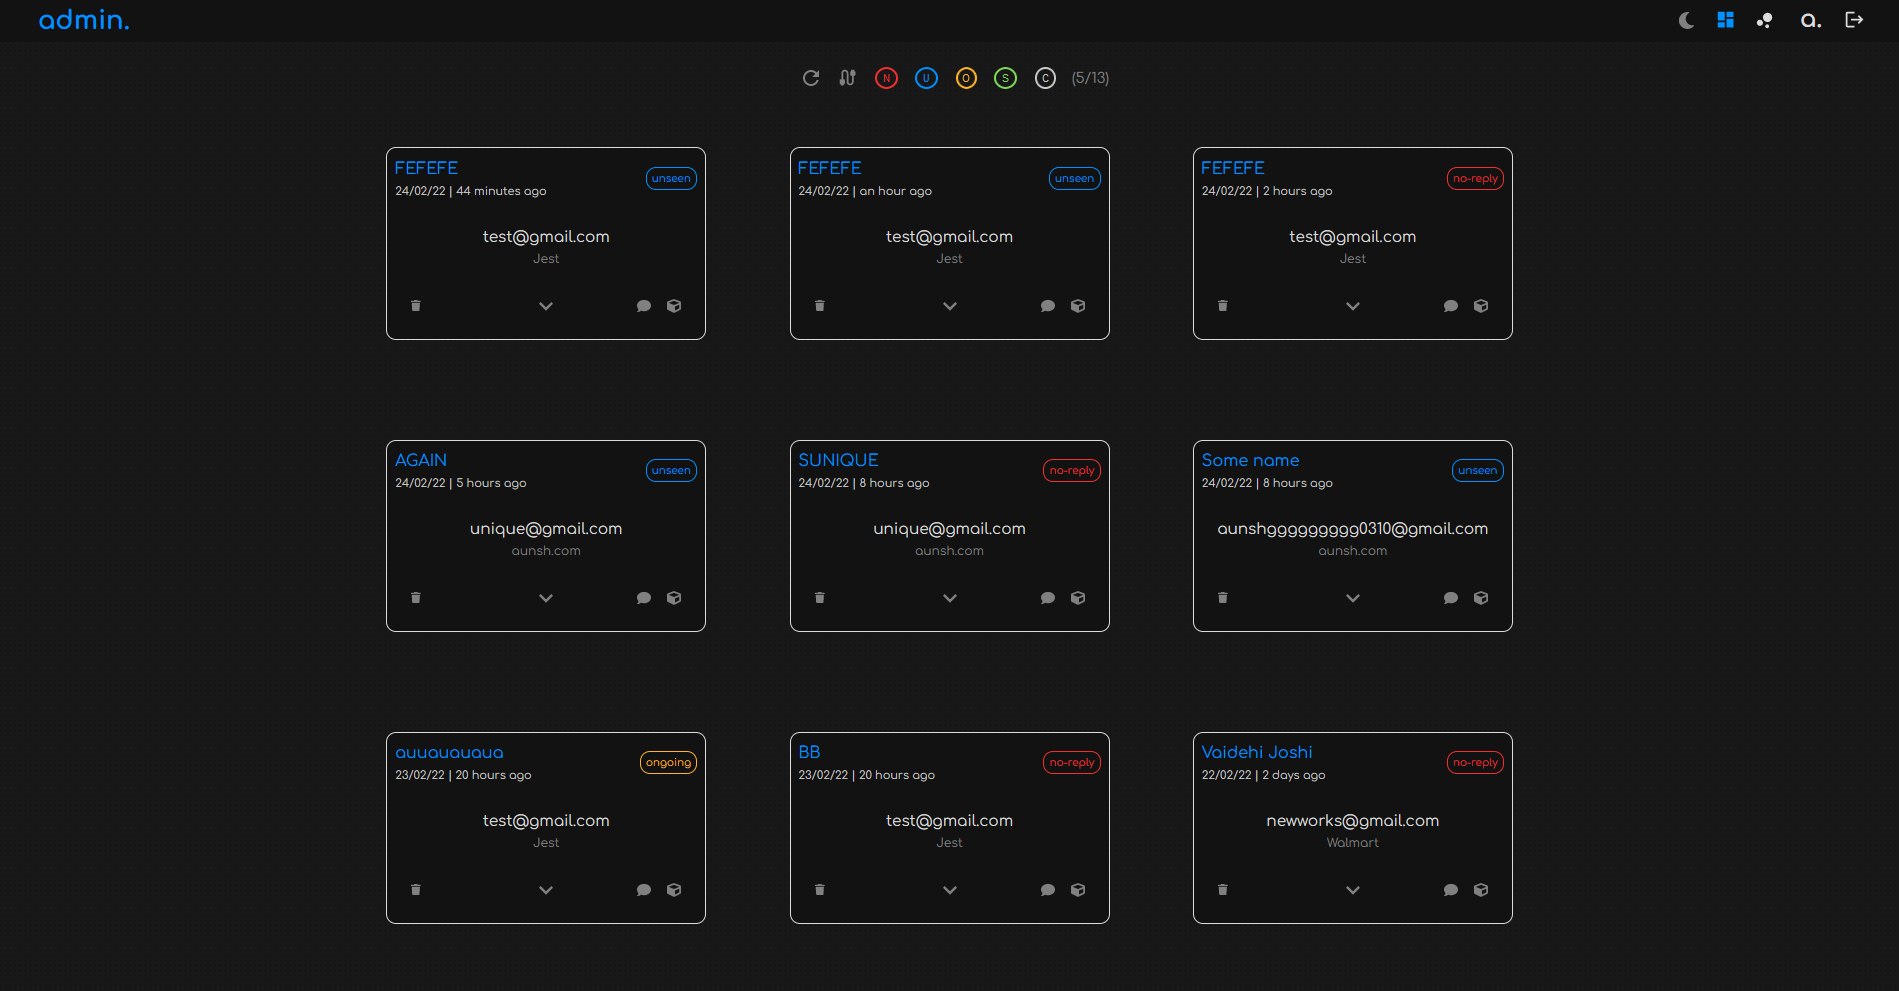 admin.
a.
N U O S C (5/13)
FEFEFE
unseen
24/02/22 | 44 minutes ago
test@gmail.com
Jest
FEFEFE
unseen
24/02/22 | an hour ago
test@gmail.com
Jest
FEFEFE
no-reply
24/02/22 | 2 hours ago
test@gmail.com
Jest
AGAIN
unseen
24/02/22 | 5 hours ago
unique@gmail.com
aunsh.com
SUNIQUE
no-reply
24/02/22 | 8 hours ago
unique@gmail.com
aunsh.com
Some name
unseen
24/02/22 | 8 hours ago
aunshggggggggg0310@gmail.com
aunsh.com
auuauauaua
ongoing
23/02/22 | 20 hours ago
test@gmail.com
Jest
BB
no-reply
23/02/22 | 20 hours ago
test@gmail.com
Jest
Vaidehi Joshi
no-reply
22/02/22 | 2 days ago
newworks@gmail.com
Walmart